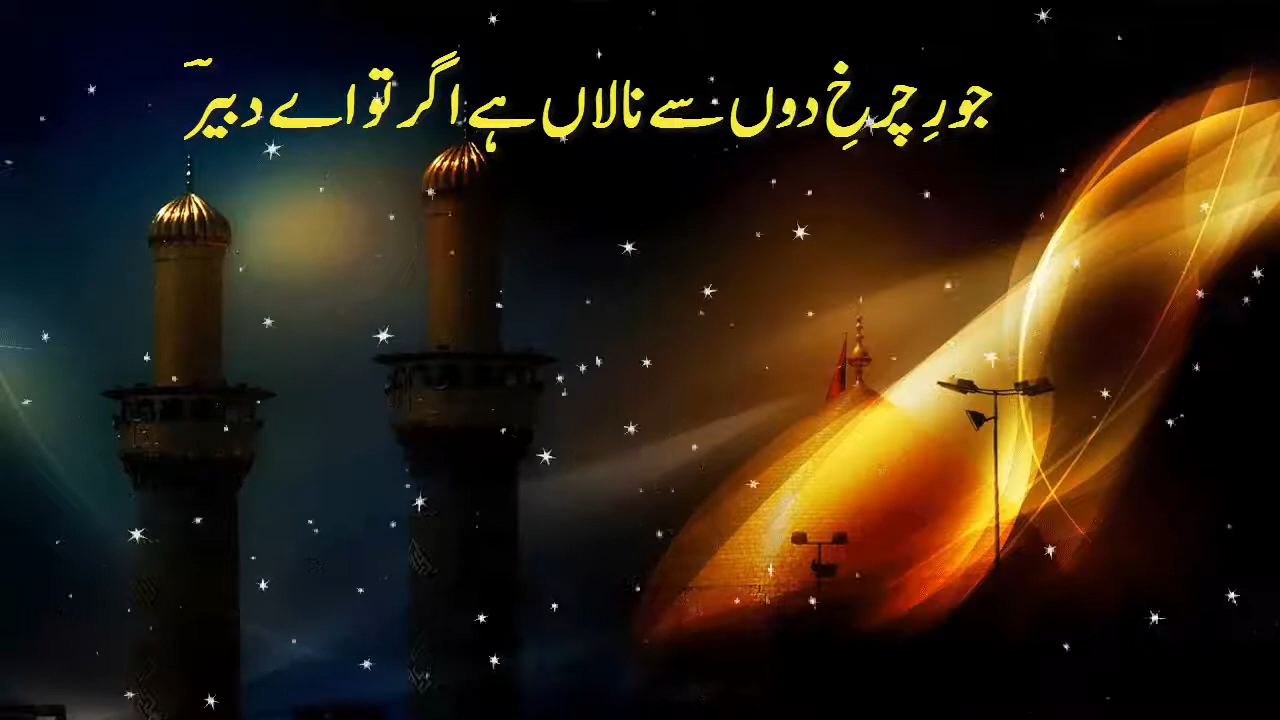 جورِ چرخِ دوں سے نالاں ہے اگر تو اے دبیرؔ